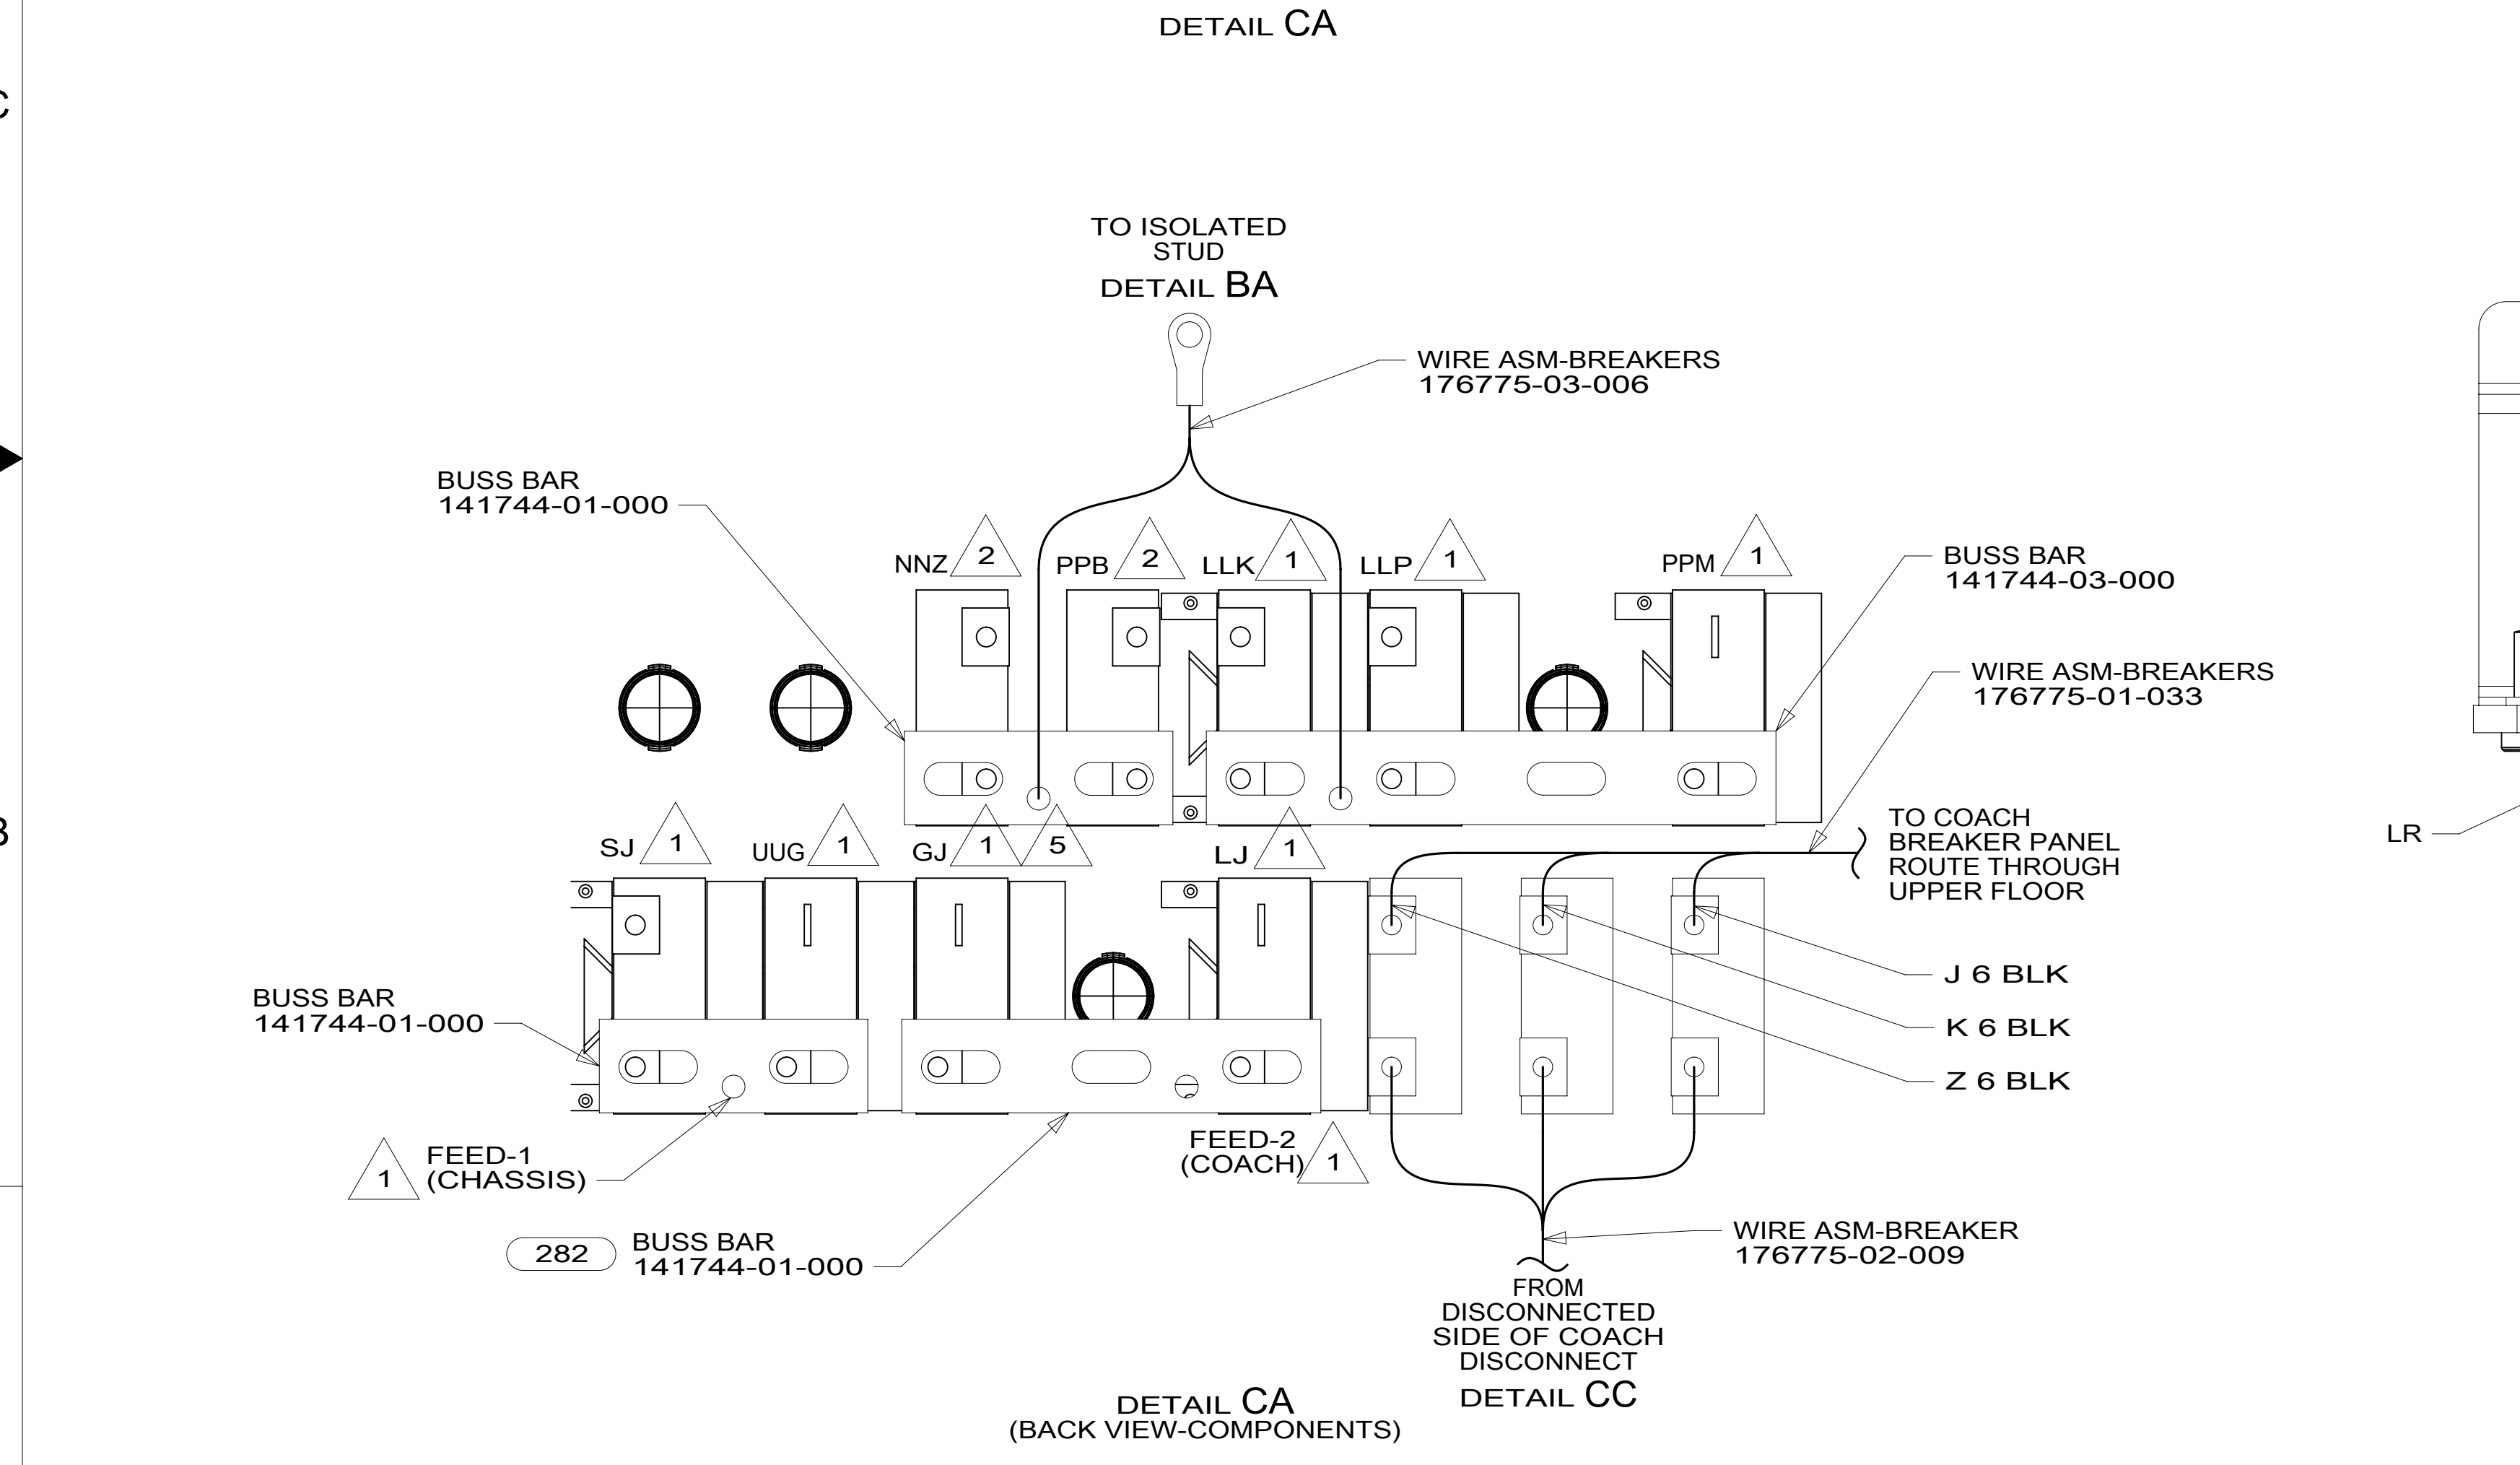 DETAIL CA
C
TO ISOLATED
STUD
DETAIL BA
WIRE ASM-BREAKERS
176775-03-006
BUSS BAR
141744-01-000
NNZ 2
PPB 2
LLK 1
LLP 1
PPM 1
BUSS BAR
141744-03-000
WIRE ASM-BREAKERS
176775-01-033
TO COACH
BREAKER PANEL
ROUTE THROUGH
UPPER FLOOR
LR
SJ 1
UUG 1
GJ 1 5
LJ 1
J 6 BLK
K 6 BLK
Z 6 BLK
BUSS BAR
141744-01-000
1 FEED-1
(CHASSIS)
FEED-2
(COACH) 1
282 BUSS BAR
141744-01-000
WIRE ASM-BREAKER
176775-02-009
FROM
DISCONNECTED
SIDE OF COACH
DISCONNECT
DETAIL CC
DETAIL CA
(BACK VIEW-COMPONENTS)